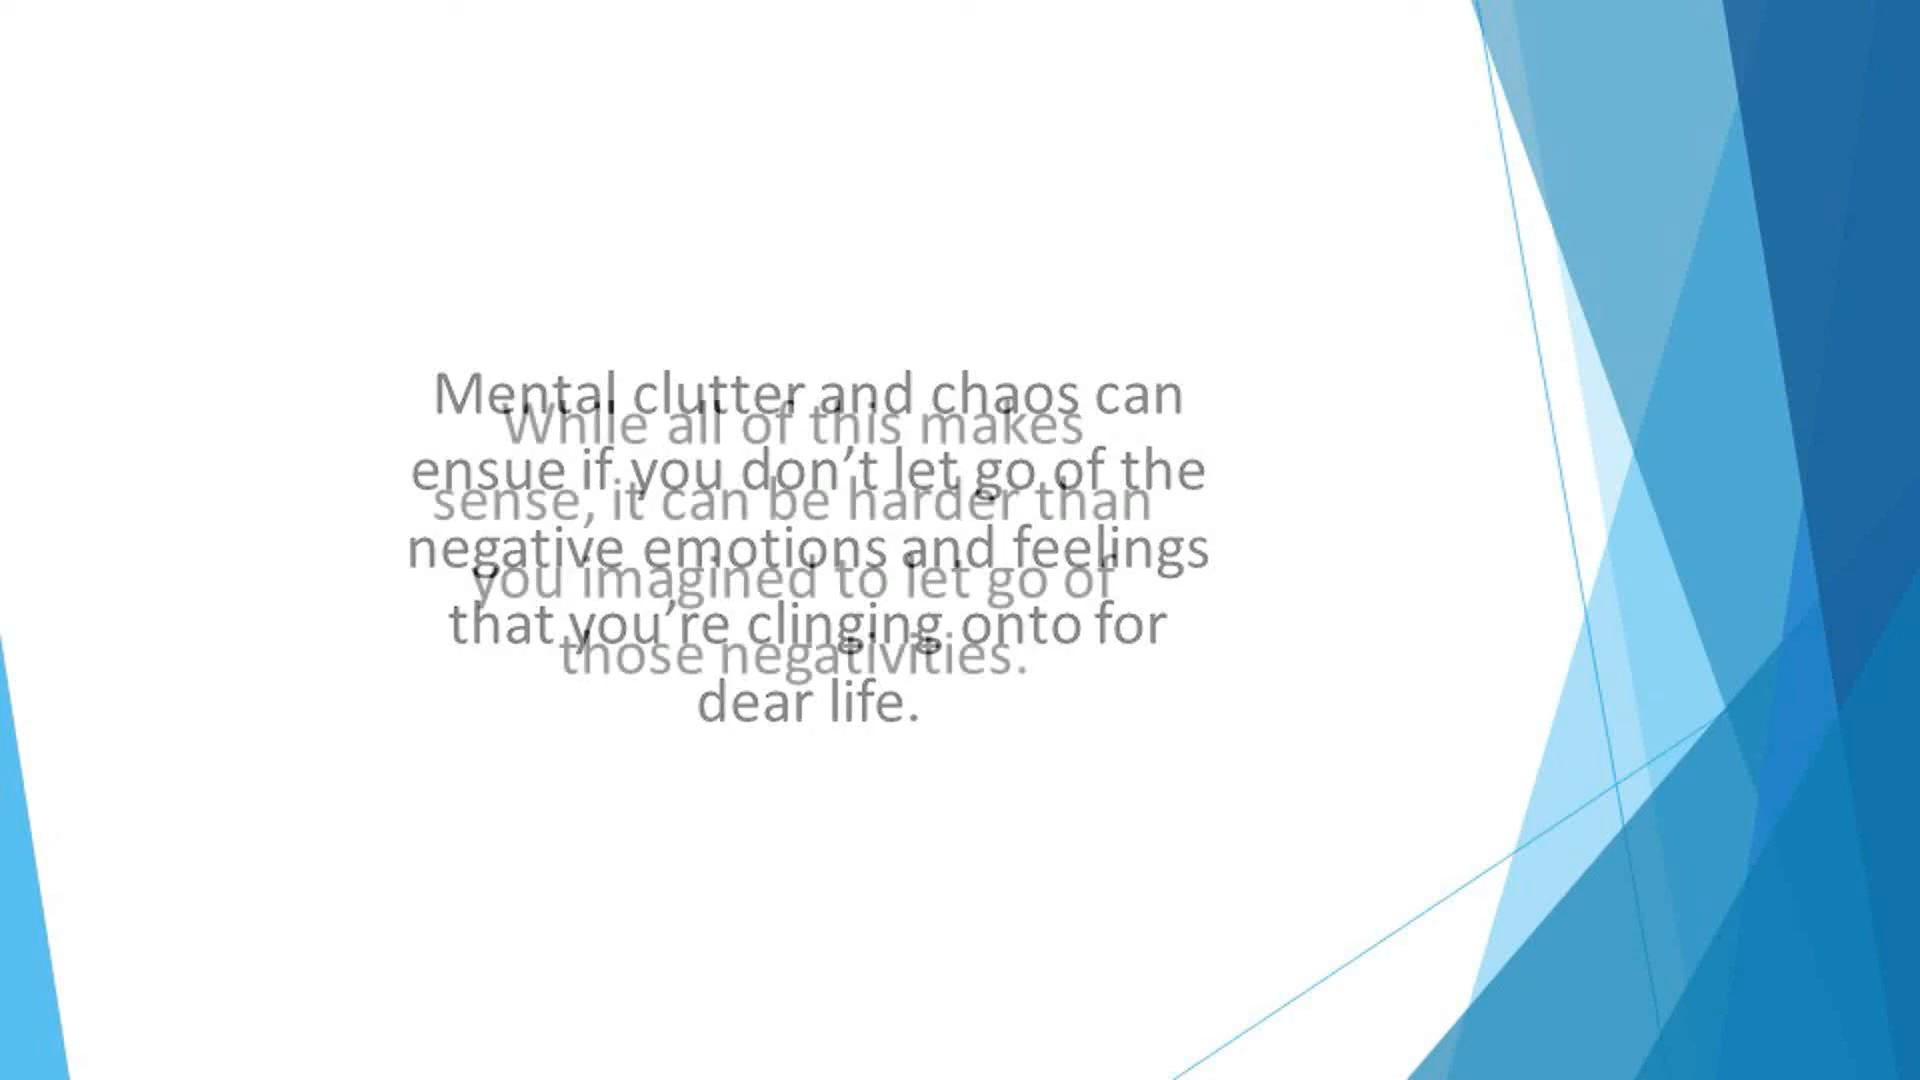 Mental clutter and chaos can
ensue if you don’t let go of the
negative emotions and feelings
that you’re clinging onto for
dear life.
While all of this makes
sense, it can be harder than
you imagined to let go of
those negativities.